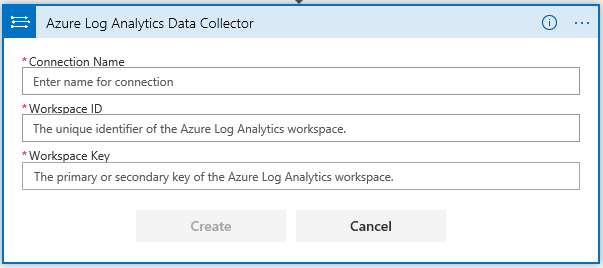 Azure Log Analytics Data Collector
* Connection Name
Enter name for connection
* Workspace ID
The unique identifier of the Azure Log Analytics workspace.
* Workspace Key
The primary or secondary key of the Azure Log Analytics workspace.
Create Cancel